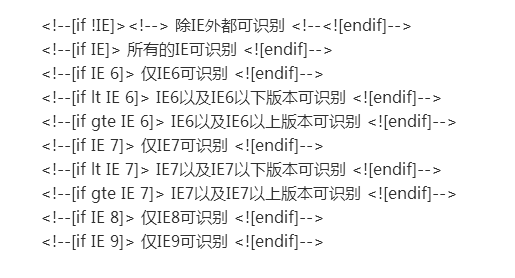 <!--[if !IE]><!--> 除IE外都可识别 <!--<![endif]-->
<!--[if IE]> 所有的IE可识别 <![endif]-->
<!--[if IE 6]> 仅IE6可识别 <![endif]-->
<!--[if lt IE 6]> IE6以及IE6以下版本可识别 <![endif]-->
<!--[if gte IE 6]> IE6以及IE6以上版本可识别 <![endif]-->
<!--[if IE 7]> 仅IE7可识别 <![endif]-->
<!--[if lt IE 7]> IE7以及IE7以下版本可识别 <![endif]-->
<!--[if gte IE 7]> IE7以及IE7以上版本可识别 <![endif]-->
<!--[if IE 8]> 仅IE8可识别 <![endif]-->
<!--[if IE 9]> 仅IE9可识别 <![endif]-->